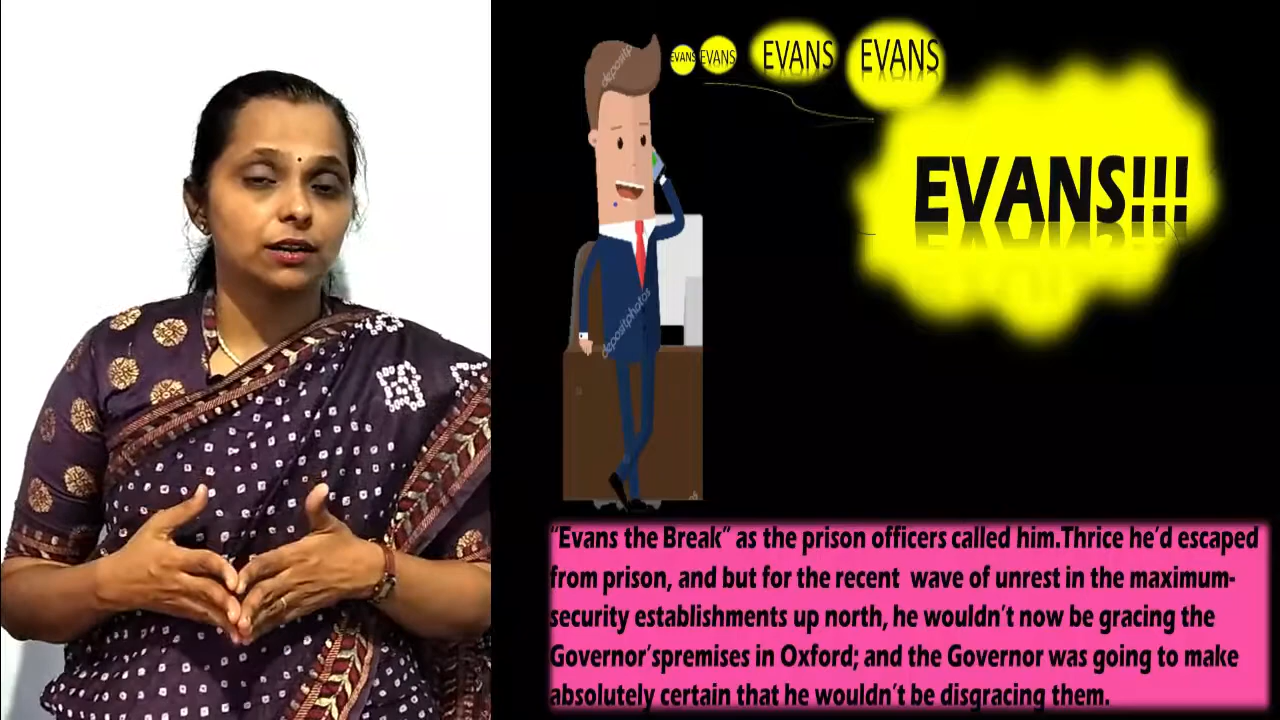 EVANS EVANS EVANS EVANS
EVANS!!!
depositphotos
"Evans the Break" as the prison officers called him.Thrice he'd escaped
from prison, and but for the recent wave of unrest in the maximum-
security establishments up north, he wouldn't now be gracing the
Governor'spremises in Oxford; and the Governor was going to make
absolutely certain that he wouldn't be disgracing them.